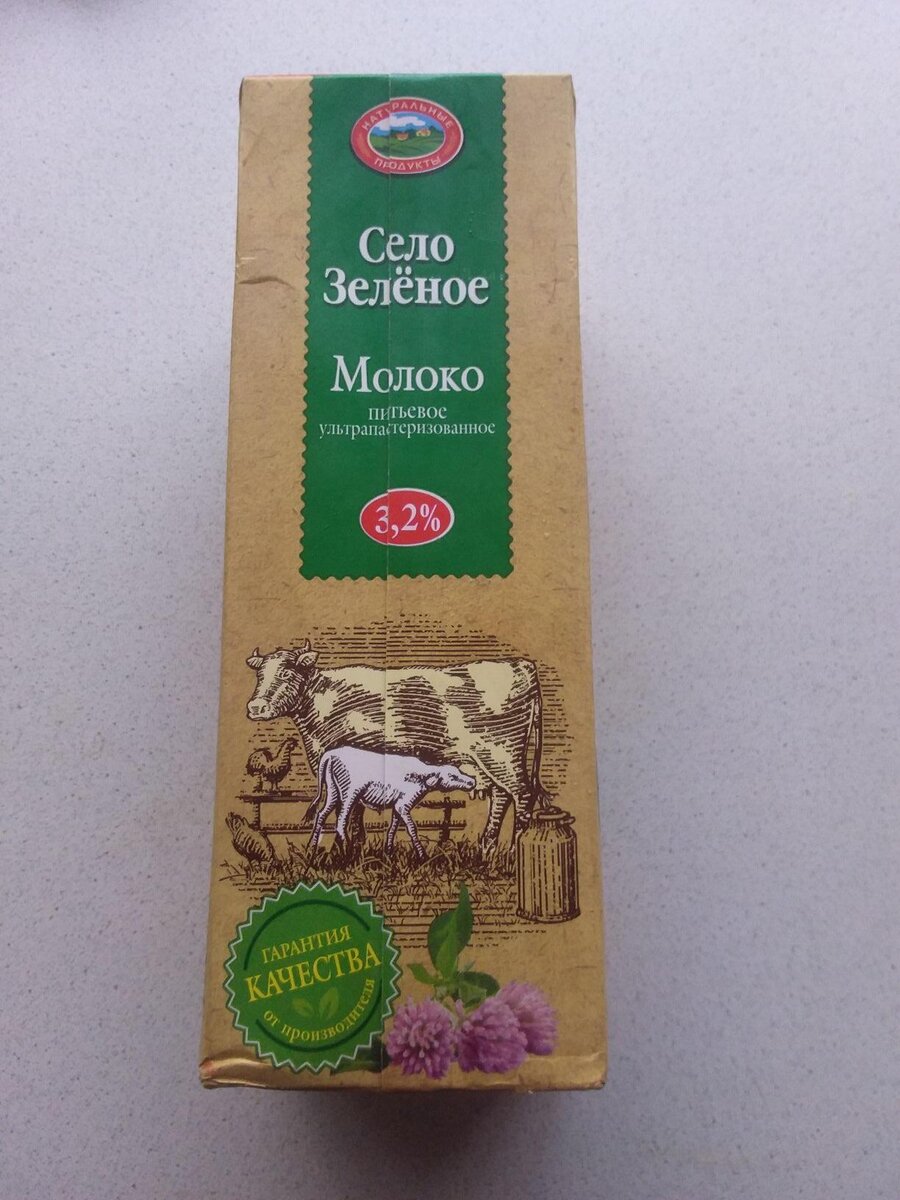 НАТУРАЛЬНЫЕ
ПРОДУКТЫ
Село
Зелёное
Молоко
питьевое
ультрапастеризованное
3,2%
ГАРАНТИЯ
КАЧЕСТВА
от производителя